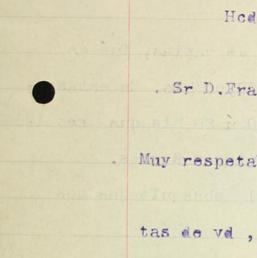 Hcd
. Sr D.Fra
. Muy respeta
tas de vd ,